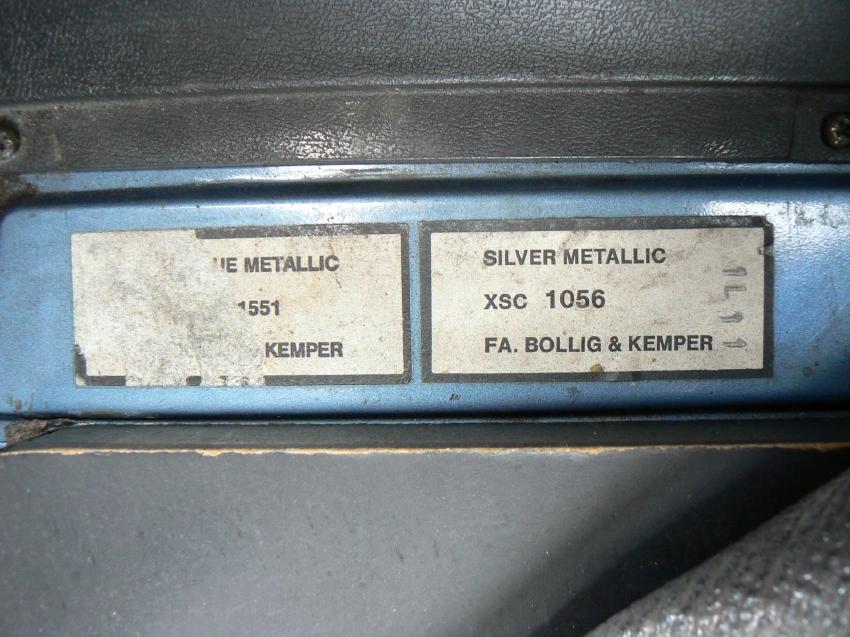 UE METALLIC
1551
KEMPER
SILVER METALLIC
XSC 1056
FA. BOLLIG & KEMPER